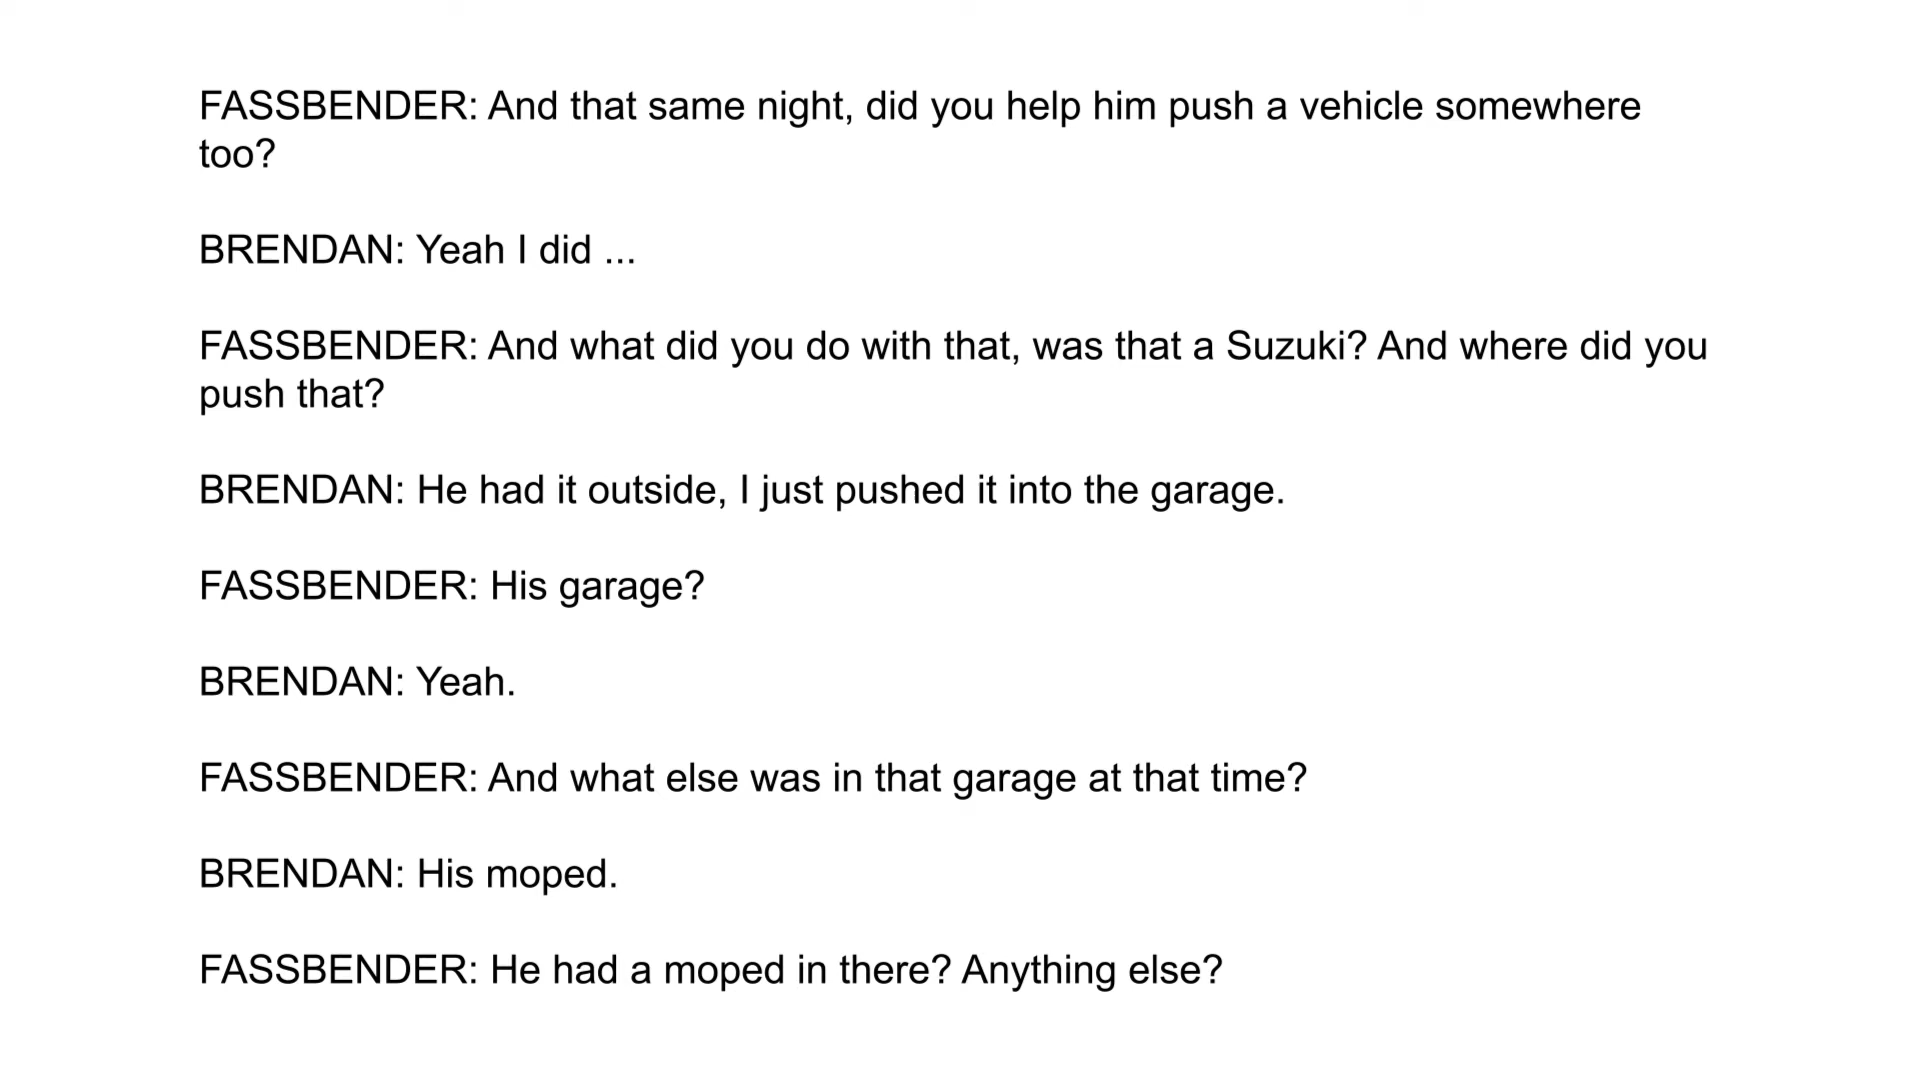 FASSBENDER: And that same night, did you help him push a vehicle somewhere
too?
BRENDAN: Yeah I did ...
FASSBENDER: And what did you do with that, was that a Suzuki? And where did you
push that?
BRENDAN: He had it outside, I just pushed it into the garage.
FASSBENDER: His garage?
BRENDAN: Yeah.
FASSBENDER: And what else was in that garage at that time?
BRENDAN: His moped.
FASSBENDER: He had a moped in there? Anything else?